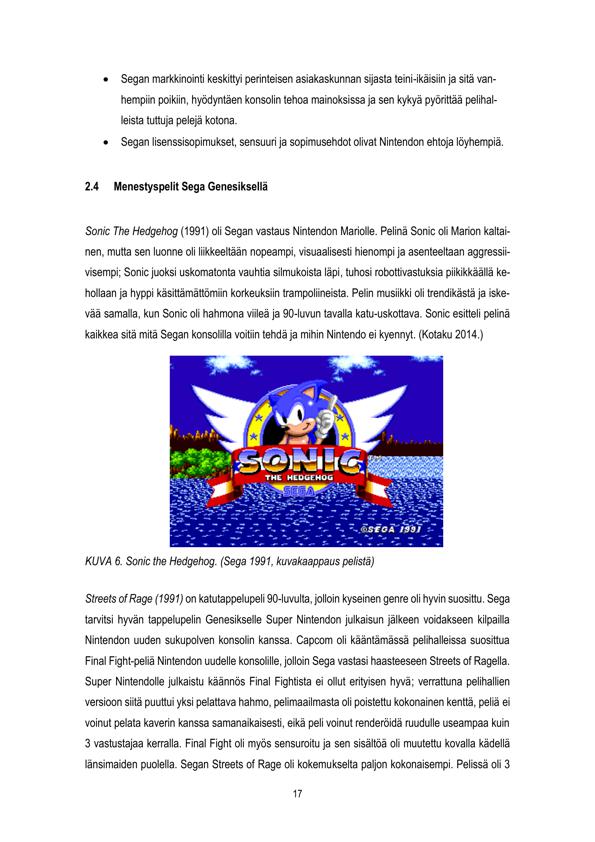 • Segan markkinointi keskittyi perinteisen asiakaskunnan sijasta teini-ikäisiin ja sitä van-
hempiin poikiin, hyödyntäen konsolin tehoa mainoksissa ja sen kykyä pyörittää pelihal-
leista tuttuja pelejä kotona.
• Segan lisenssisopimukset, sensuuri ja sopimusehdot olivat Nintendon ehtoja löyhempiä.
2.4 Menestyspelit Sega Genesiksellä
Sonic The Hedgehog (1991) oli Segan vastaus Nintendon Mariolle. Pelinä Sonic oli Marion kaltai-
nen, mutta sen luonne oli liikkeeltään nopeampi, visuaalisesti hienompi ja asenteeltaan aggressii-
visempi; Sonic juoksi uskomatonta vauhtia silmukoista läpi, tuhosi robottivastuksia piikikkäällä ke-
hollaan ja hyppi käsittämättömiin korkeuksiin trampoliineista. Pelin musiikki oli trendikästä ja iske-
vää samalla, kun Sonic oli hahmona viileä ja 90-luvun tavalla katu-uskottava. Sonic esitteli pelinä
kaikkea sitä mitä Segan konsolilla voitiin tehdä ja mihin Nintendo ei kyennyt. (Kotaku 2014.)
SONIC
THE HEDGEHOG
SEGA
©SEGA 1991
KUVA 6. Sonic the Hedgehog. (Sega 1991, kuvakaappaus pelistä)
Streets of Rage (1991) on katutappelupeli 90-luvulta, jolloin kyseinen genre oli hyvin suosittu. Sega
tarvitsi hyvän tappelupelin Genesikselle Super Nintendon julkaisun jälkeen voidakseen kilpailla
Nintendon uuden sukupolven konsolin kanssa. Capcom oli kääntämässä pelihalleissa suosittua
Final Fight-peliä Nintendon uudelle konsolille, jolloin Sega vastasi haasteeseen Streets of Ragella.
Super Nintendolle julkaistu käännös Final Fightista ei ollut erityisen hyvä; verrattuna pelihallien
versioon siitä puuttui yksi pelattava hahmo, pelimaailmasta oli poistettu kokonainen kenttä, peliä ei
voinut pelata kaverin kanssa samanaikaisesti, eikä peli voinut renderöidä ruudulle useampaa kuin
3 vastustajaa kerralla. Final Fight oli myös sensuroitu ja sen sisältöä oli muutettu kovalla kädellä
länsimaiden puolella. Segan Streets of Rage oli kokemukselta paljon kokonaisempi. Pelissä oli 3
17